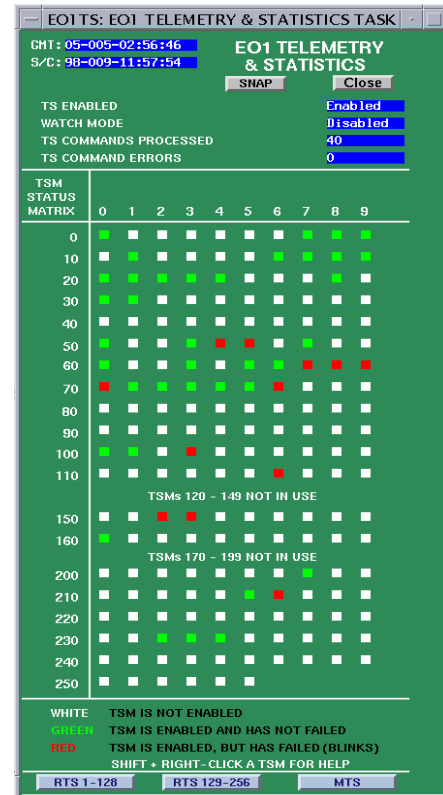 EO1TS: EO1 TELEMETRY & STATISTICS TASK
GMT: 05-005-02:56:46
EO1 TELEMETRY
S/C: 98-009-11:57:54
& STATISTICS
SNAP Close
TS ENABLED Enabled
WATCH MODE Disabled
TS COMMANDS PROCESSED 40
TS COMMAND ERRORS 0
TSM
STATUS
MATRIX 0 1 2 3 4 5 6 7 8 9
0
10
20
30
40
50
60
70
80
90
100
110
TSMs 120 - 149 NOT IN USE
150
160
TSMs 170 - 199 NOT IN USE
200
210
220
230
240
250
WHITE TSM IS NOT ENABLED
GREEN TSM IS ENABLED AND HAS NOT FAILED
RED TSM IS ENABLED, BUT HAS FAILED (BLINKS)
SHIFT + RIGHT-CLICK A TSM FOR HELP
RTS 1-128 RTS 129-256 MTS